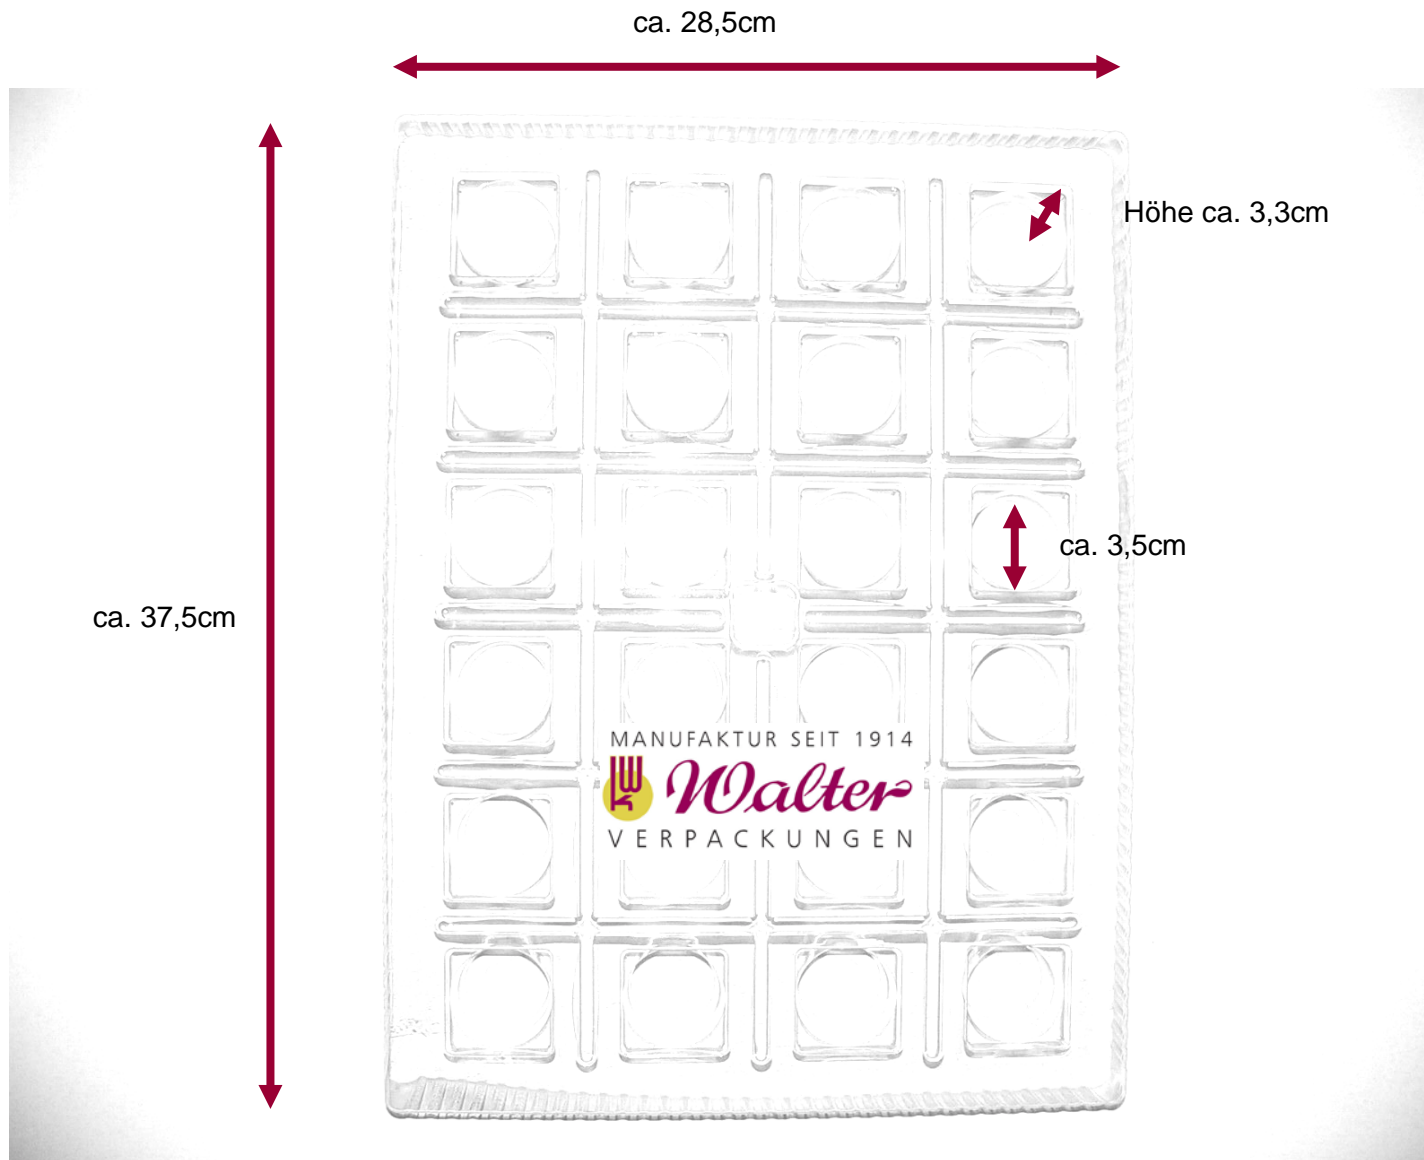 ca. 28,5cm
Höhe ca. 3,3cm
ca. 3,5cm
ca. 37,5cm
MANUFAKTUR SEIT 1914
Walter
VERPACKUNGEN